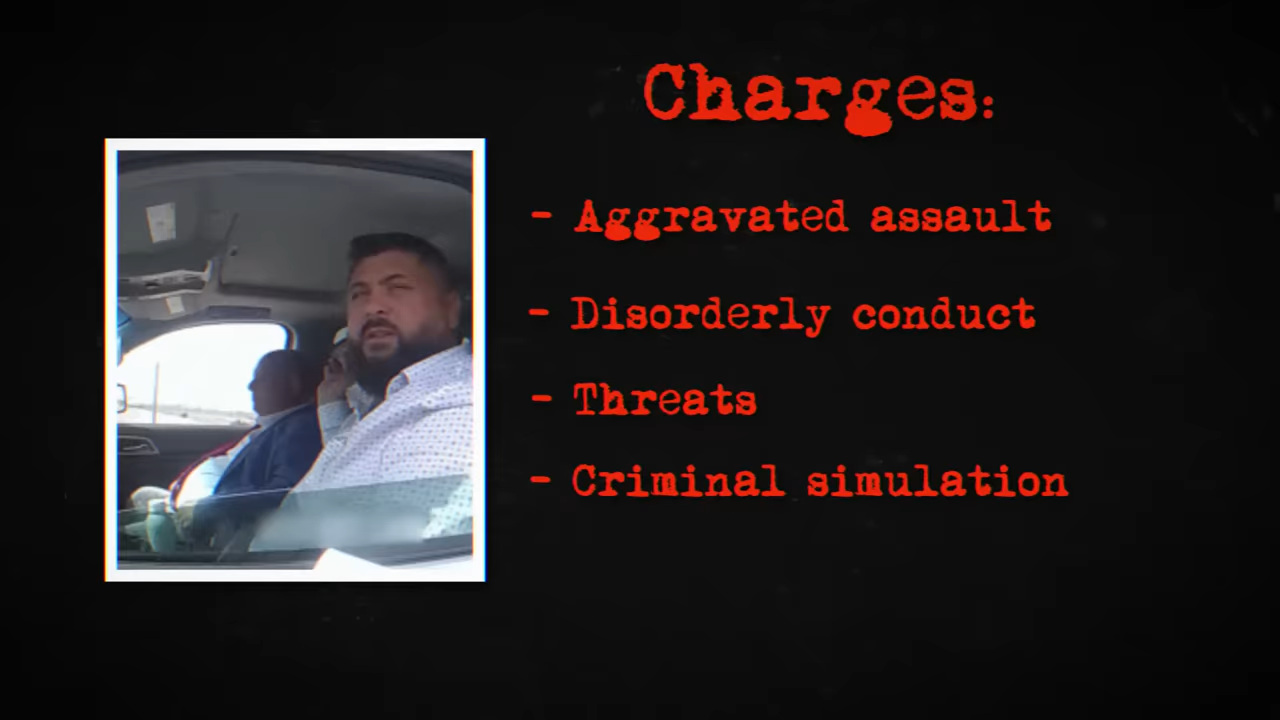 Charges:
- Aggravated assault
- Disorderly conduct
- Threats
- Criminal simulation